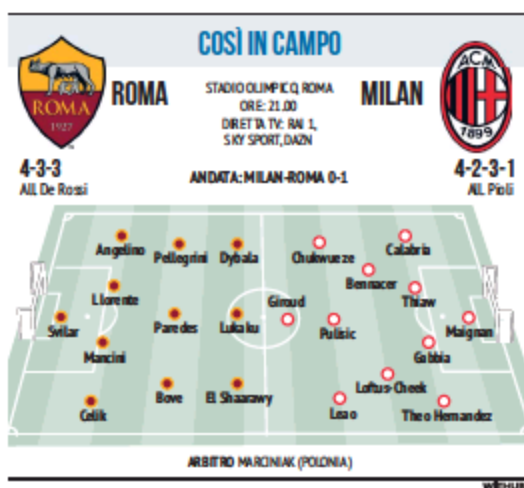 COSÌ IN CAMPO
ROMA
1927
ROMA
STADIO OLIMPICO, ROMA
ORE: 21.00
DIRETTA TV: RAI 1,
SKY SPORT, DAZN
MILAN
ACM
1899
4-3-3
All. De Rossi
ANDATA: MILAN-ROMA 0-1
4-2-3-1
All. Pioli
Angelino
Pellegrini
Dybala
Chukwueze
Calabria
Bennacer
Llorente
Giroud
Thiaw
Svilar
Paredes
Lukaku
Pulisic
Maignan
Mancini
Gabbia
Loftus-Cheek
Celik
Bove
El Shaarawy
Leao
Theo Hernandez
ARBITRO MARCINIAK (POLONIA)